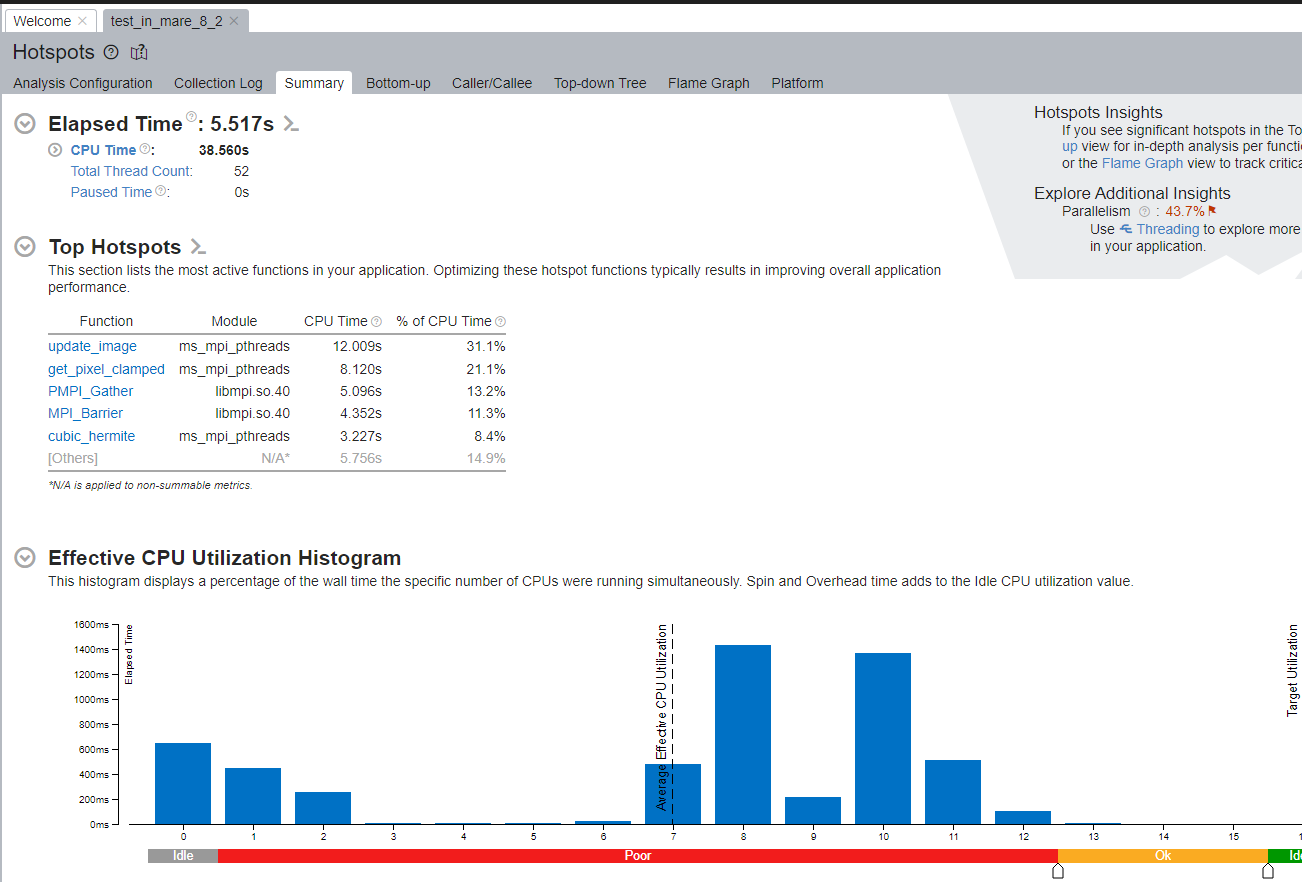 Welcome
test_in_mare_8_2
Hotspots
Analysis Configuration Collection Log Summary Bottom-up Caller/Callee Top-down Tree Flame Graph Platform
Elapsed Time ? : 5.517s
CPU Time ? : 38.560s
Total Thread Count: 52
Paused Time ? : 0s
Hotspots Insights
If you see significant hotspots in the To
up view for in-depth analysis per functi
or the Flame Graph view to track critica
Explore Additional Insights
Parallelism ? : 43.7%
Use Threading to explore more
in your application.
Top Hotspots
This section lists the most active functions in your application. Optimizing these hotspot functions typically results in improving overall application
performance.
Function Module CPU Time ? % of CPU Time ?
update_image ms_mpi_pthreads 12.009s 31.1%
get_pixel_clamped ms_mpi_pthreads 8.120s 21.1%
PMPI_Gather libmpi.so.40 5.096s 13.2%
MPI_Barrier libmpi.so.40 4.352s 11.3%
cubic_hermite ms_mpi_pthreads 3.227s 8.4%
[Others] N/A* 5.756s 14.9%
*N/A is applied to non-summable metrics.
Effective CPU Utilization Histogram
This histogram displays a percentage of the wall time the specific number of CPUs were running simultaneously. Spin and Overhead time adds to the Idle CPU utilization value.
1600ms
1400ms
1200ms
1000ms
800ms
600ms
400ms
200ms
0ms
Elapsed Time
Average Effective CPU Utilization
Target Utilization
0 1 2 3 4 5 6 7 8 9 10 11 12 13 14 15 1
Idle Poor Ok Ide